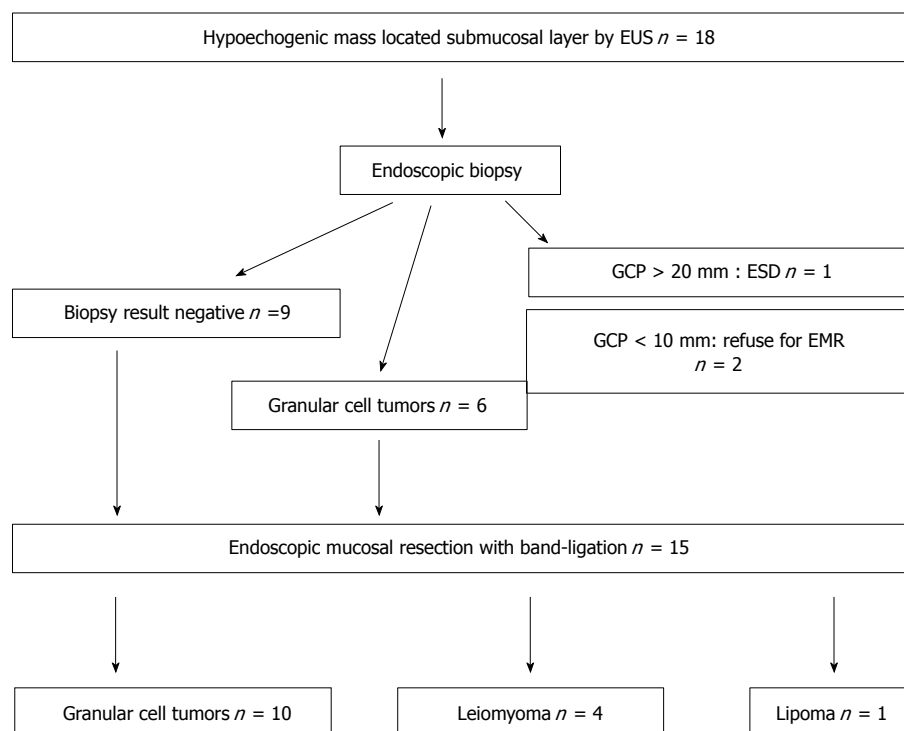 Hypoechogenic mass located submucosal layer by EUS n = 18
Endoscopic biopsy
GCP > 20 mm : ESD n = 1
Biopsy result negative n =9
GCP < 10 mm: refuse for EMR
n = 2
Granular cell tumors n = 6
Endoscopic mucosal resection with band-ligation n = 15
Granular cell tumors n = 10
Leiomyoma n = 4
Lipoma n = 1